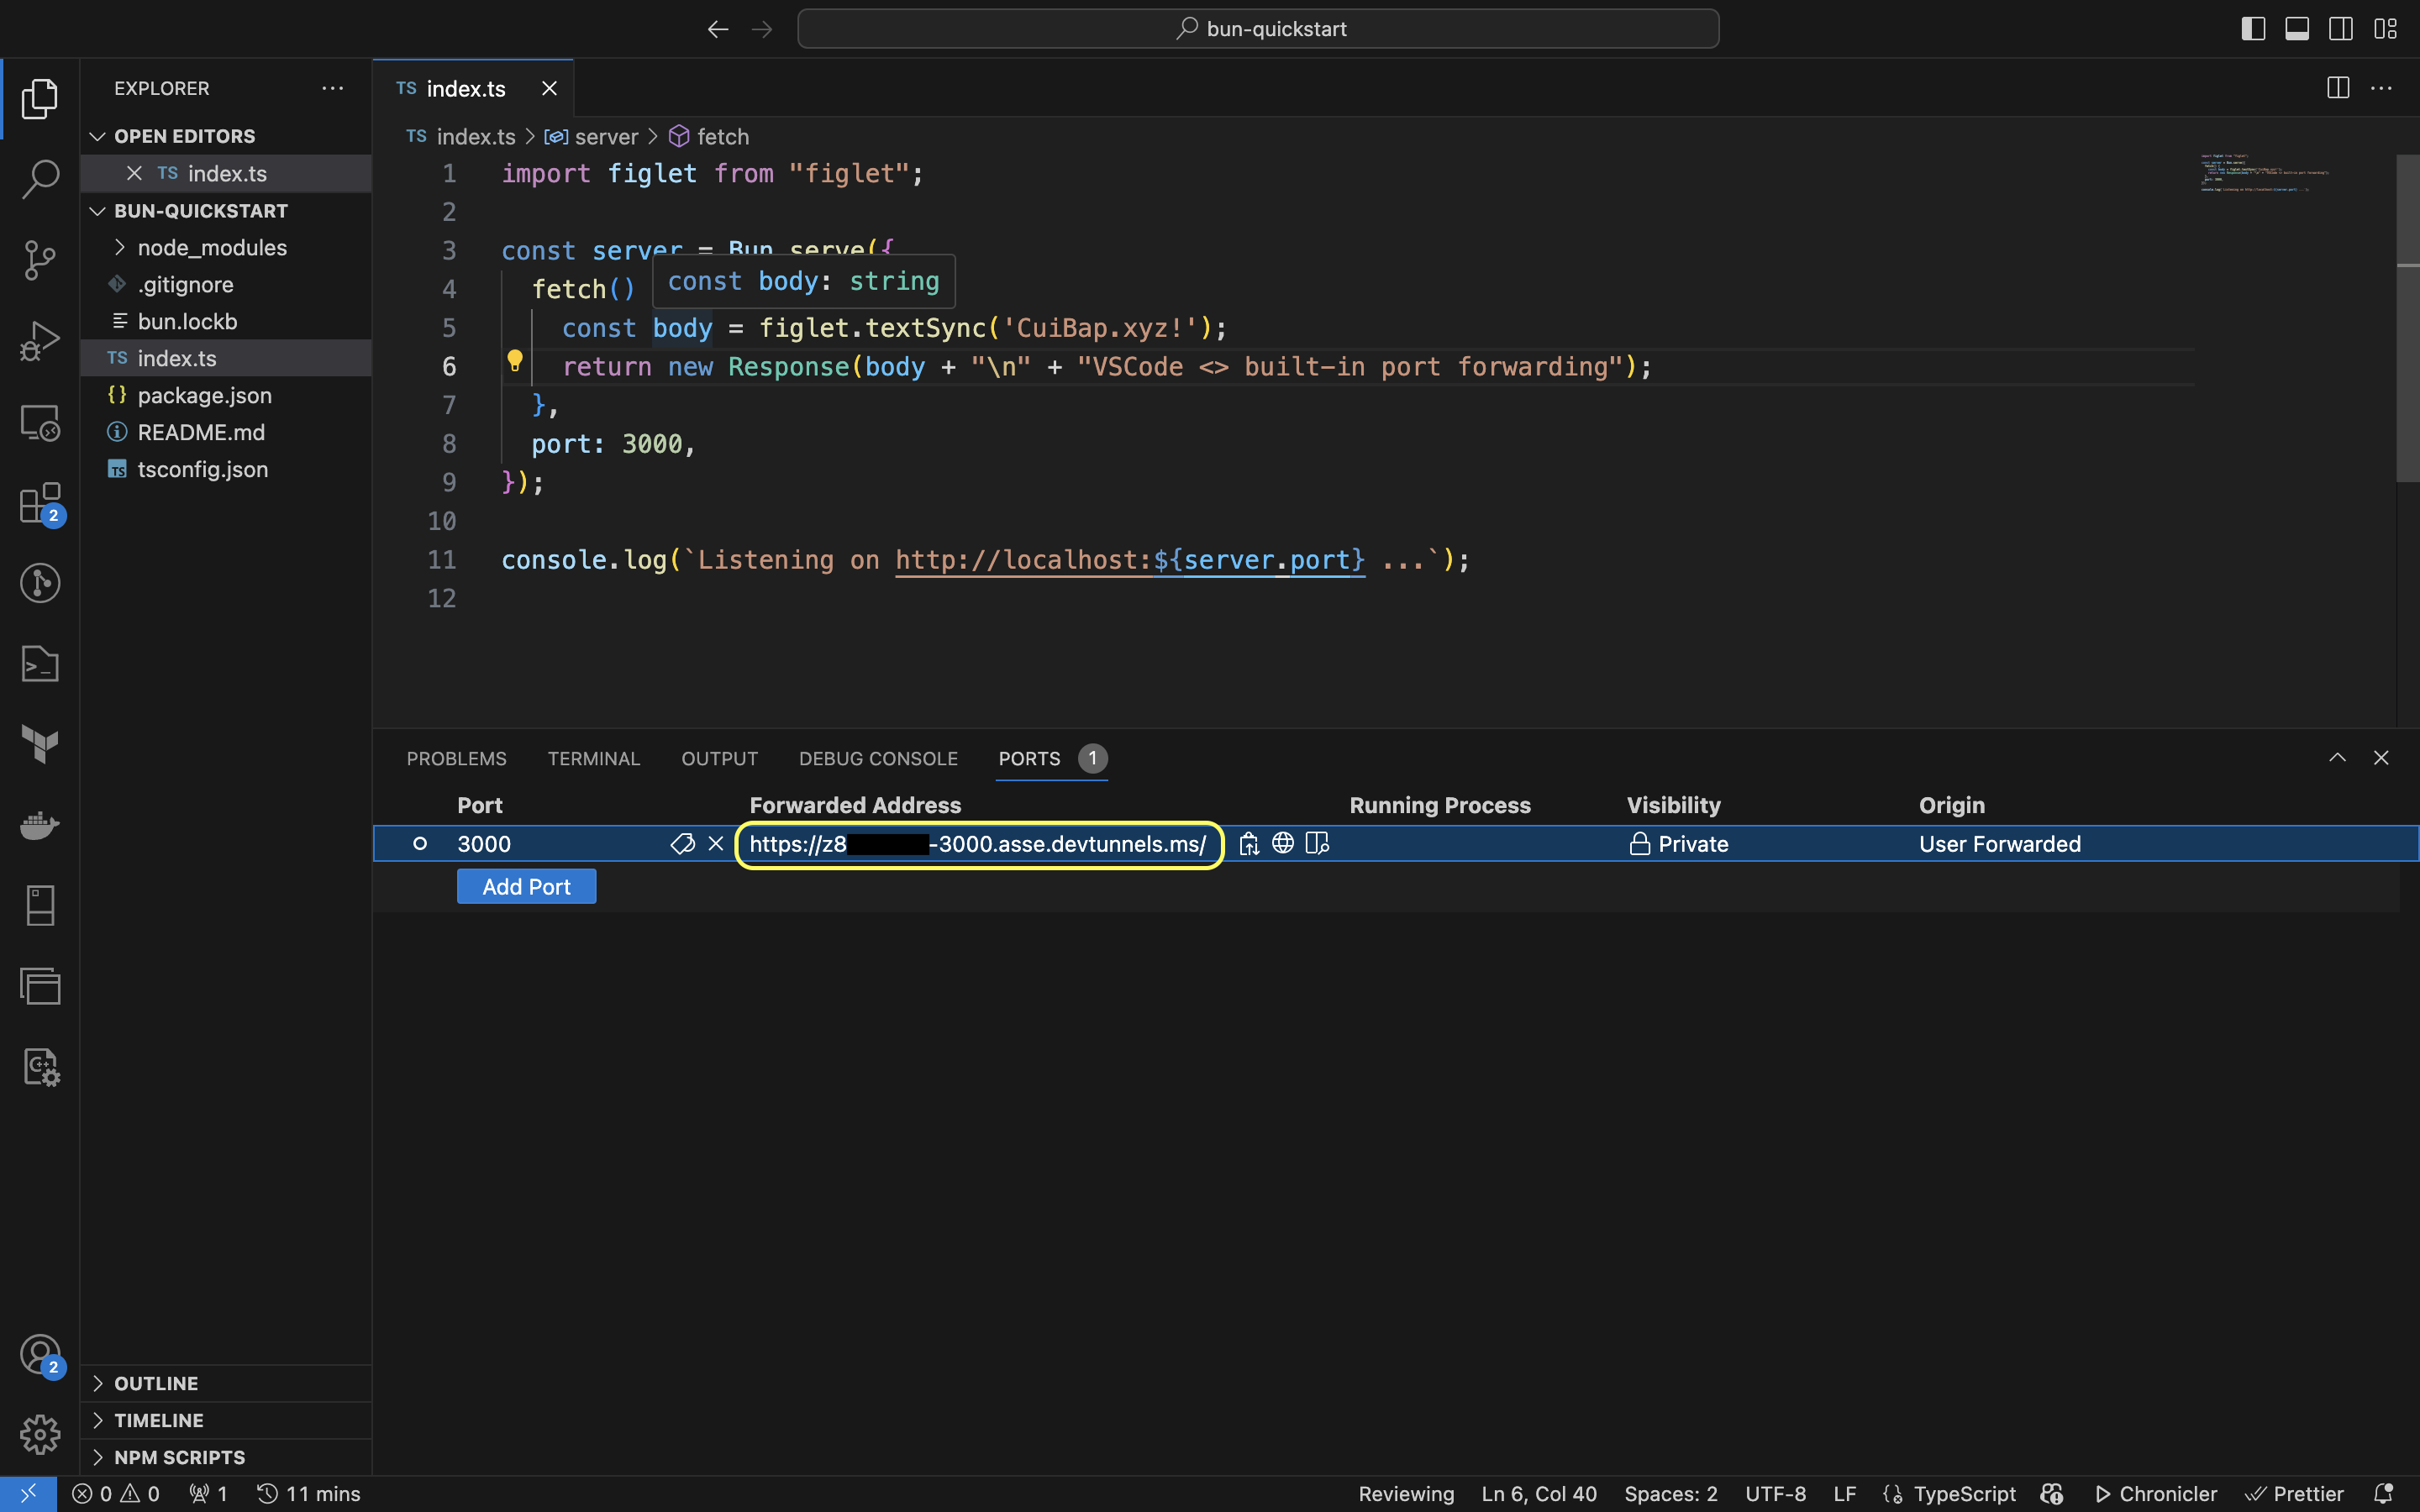 bun-quickstart
EXPLORER
OPEN EDITORS
TS index.ts
BUN-QUICKSTART
node_modules
.gitignore
bun.lockb
TS index.ts
{} package.json
README.md
TS tsconfig.json
OUTLINE
TIMELINE
NPM SCRIPTS
TS index.ts
TS index.ts > server > fetch
1 import figlet from "figlet";
2
3 const server = Bun.serve({
4 fetch()
const body: string
5 const body = figlet.textSync('CuiBap.xyz!');
6 return new Response(body + "\n" + "VSCode <> built-in port forwarding");
7 },
8 port: 3000,
9 });
10
11 console.log(`Listening on http://localhost:${server.port} ...`);
12
PROBLEMS TERMINAL OUTPUT DEBUG CONSOLE PORTS 1
Port Forwarded Address Running Process Visibility Origin
3000 https://z8 -3000.asse.devtunnels.ms/ Private User Forwarded
Add Port
2
2
0 0 1 11 mins Reviewing Ln 6, Col 40 Spaces: 2 UTF-8 LF TypeScript Chronicler Prettier